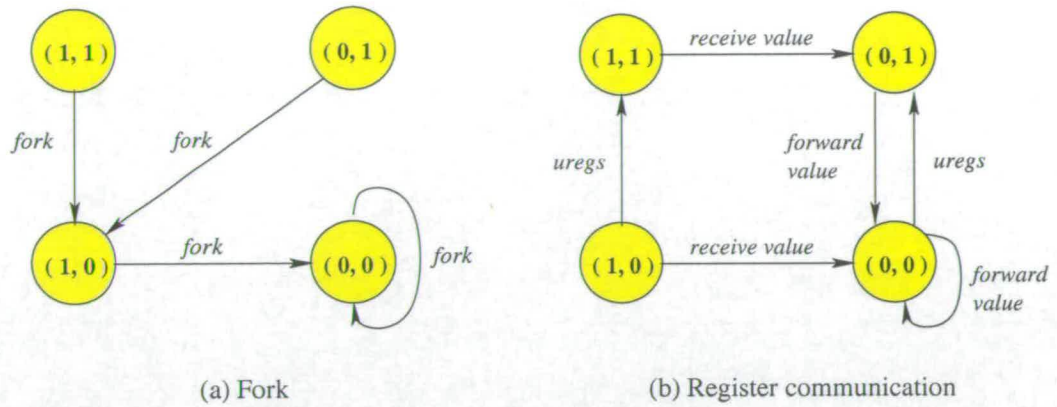 (1, 1)
(0, 1)
fork
fork
(1, 0)
fork
(0, 0)
fork
(a) Fork
(1, 1)
receive value
(0, 1)
uregs
forward
value
uregs
(1, 0)
receive value
(0, 0)
forward
value
(b) Register communication